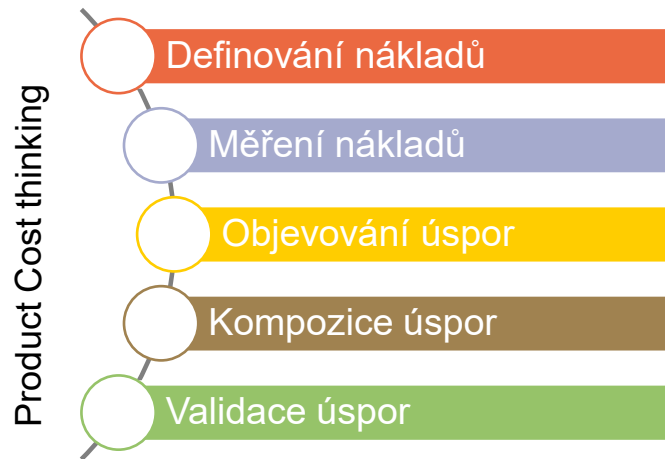 Product Cost thinking
Definování nákladů
Měření nákladů
Objevování úspor
Kompozice úspor
Validace úspor